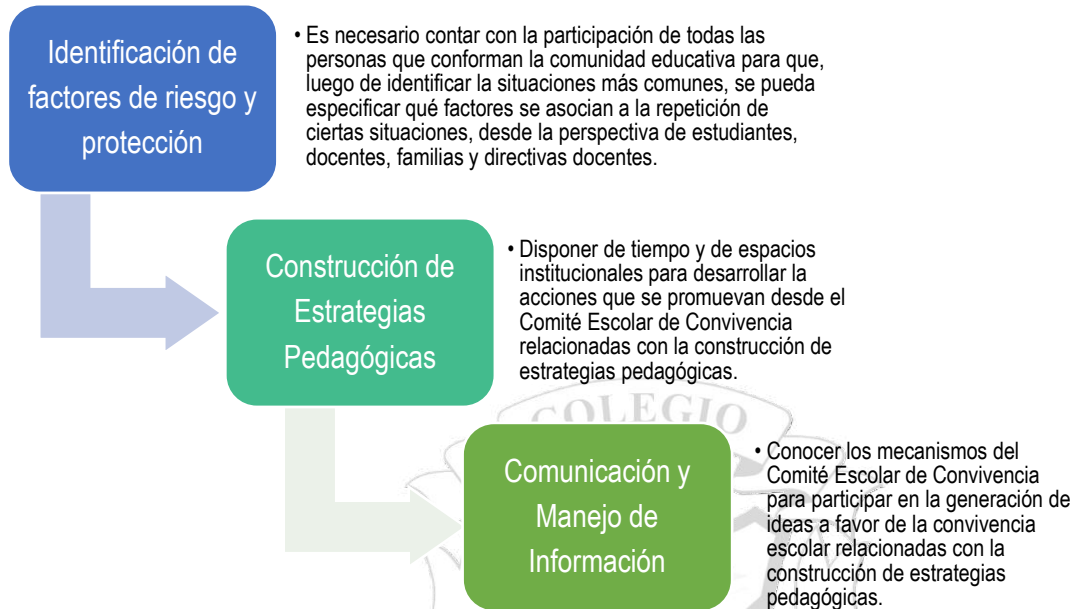 Identificación de
factores de riesgo y
protección
• Es necesario contar con la participación de todas las
personas que conforman la comunidad educativa para que,
luego de identificar la situaciones más comunes, se pueda
especificar qué factores se asocian a la repetición de
ciertas situaciones, desde la perspectiva de estudiantes,
docentes, familias y directivas docentes.
Construcción de
Estrategias
Pedagógicas
• Disponer de tiempo y de espacios
institucionales para desarrollar la
acciones que se promuevan desde el
Comité Escolar de Convivencia
relacionadas con la construcción de
estrategias pedagógicas.
COLEGIO
Comunicación y
Manejo de
Información
• Conocer los mecanismos del
Comité Escolar de Convivencia
para participar en la generación de
ideas a favor de la convivencia
escolar relacionadas con la
construcción de estrategias
pedagógicas.